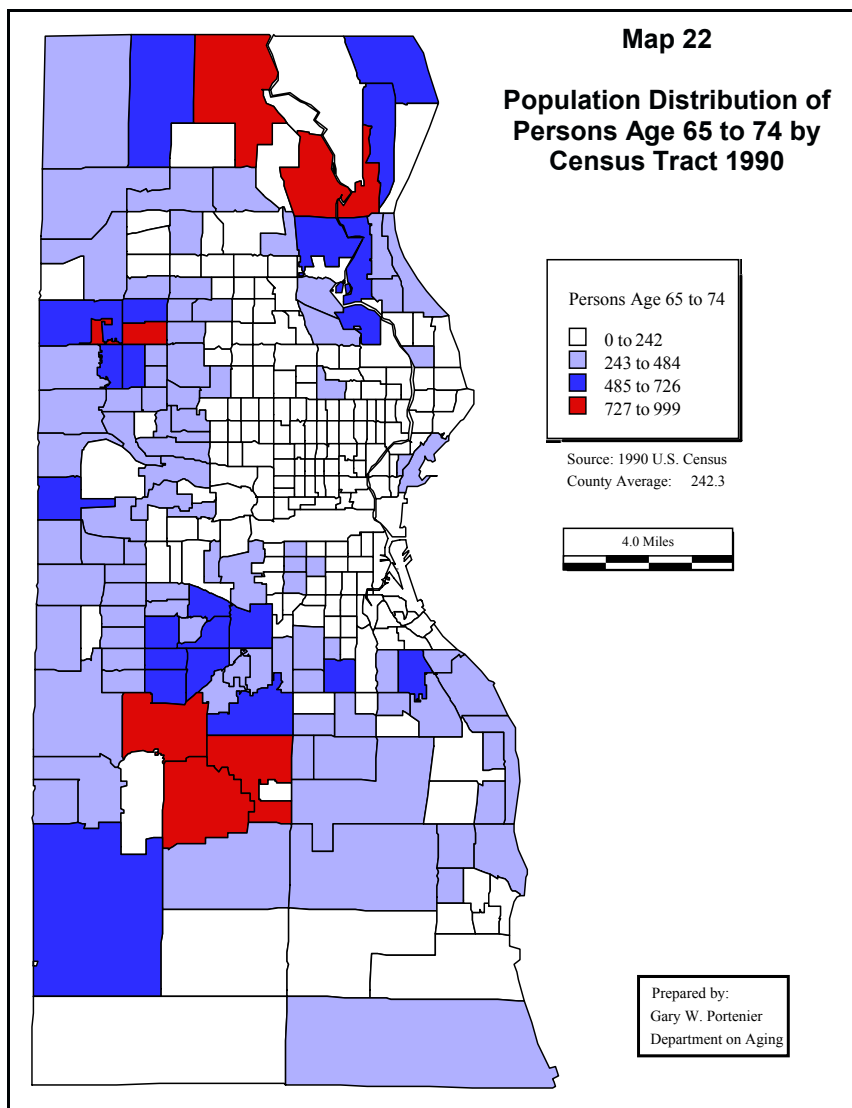 Map 22
Population Distribution of
Persons Age 65 to 74 by
Census Tract 1990
Persons Age 65 to 74
0 to 242
243 to 484
485 to 726
727 to 999
Source: 1990 U.S. Census
County Average: 242.3
4.0 Miles
Prepared by:
Gary W. Portenier
Department on Aging